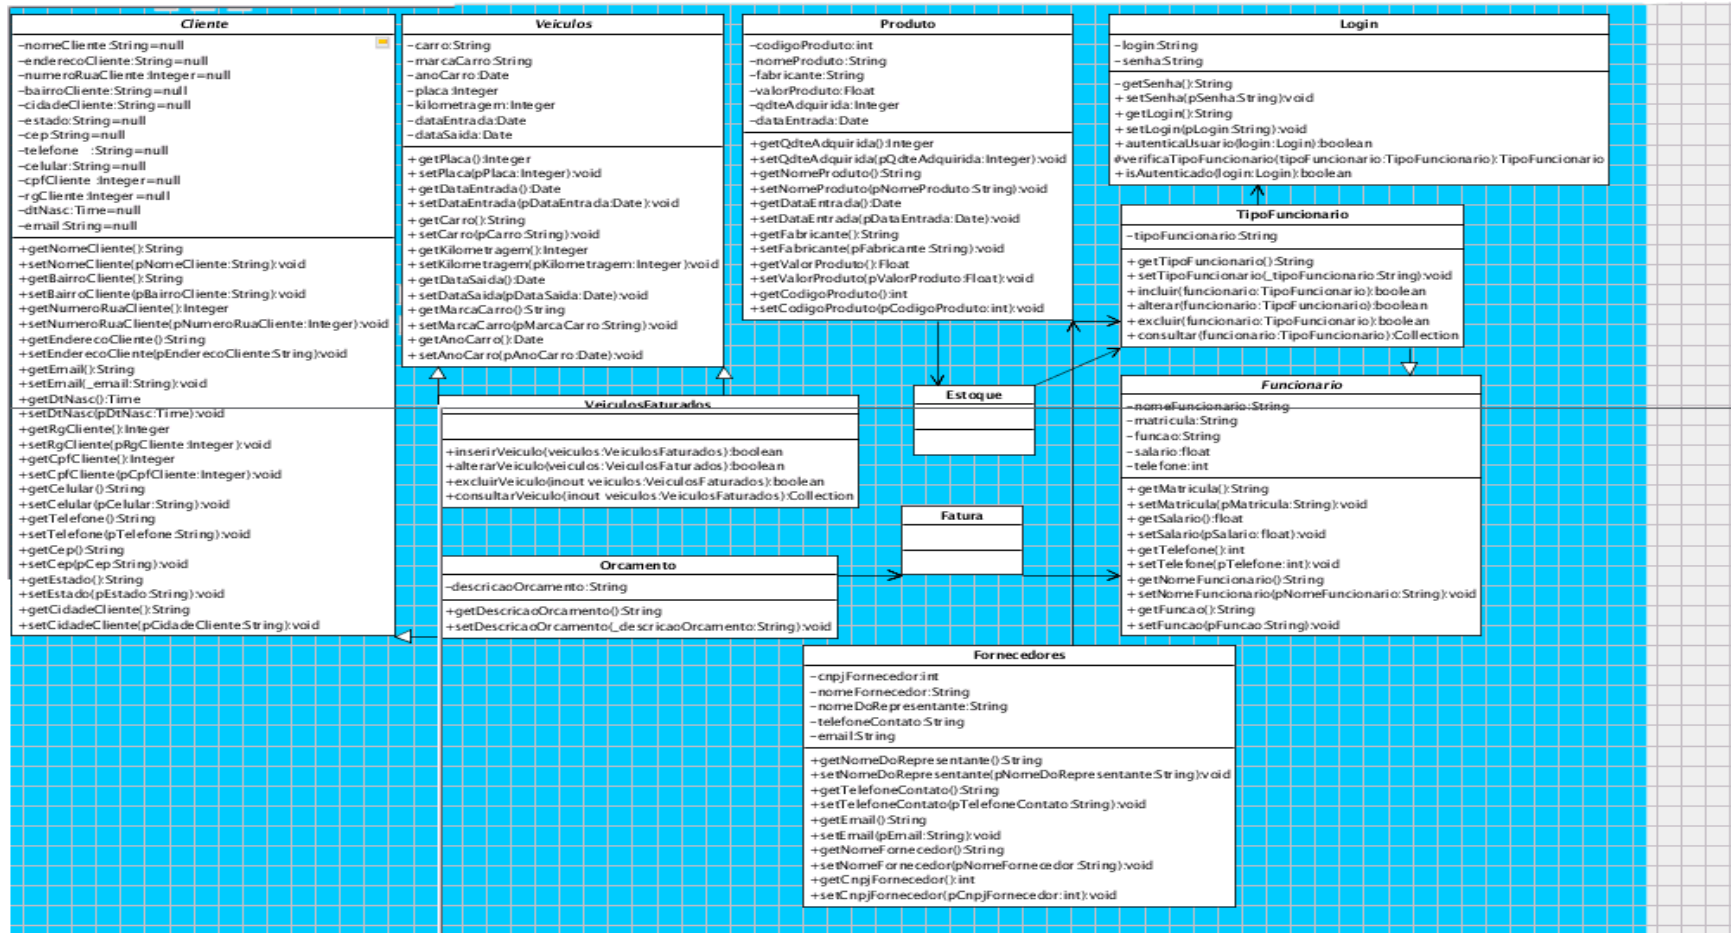 Cliente
-nomeCliente:String=null
-enderecoCliente:String=null
-numeroRuaCliente:Integer=null
-bairroCliente:String=null
-cidadeCliente:String=null
-estado:String=null
-cep:String=null
-telefone :String=null
-celular:String=null
-cpfCliente :Integer=null
-rgCliente:Integer=null
-dtNasc:Time=null
-email:String=null
+getNomeCliente():String
+setNomeCliente(pNomeCliente:String):void
+getBairroCliente():String
+setBairroCliente(pBairroCliente:String):void
+getNumeroRuaCliente():Integer
+setNumeroRuaCliente(pNumeroRuaCliente:Integer):void
+getEnderecoCliente():String
+setEnderecoCliente(pEnderecoCliente:String):void
+getEmail():String
+setEmail(_email:String):void
+getDtNasc():Time
+setDtNasc(pDtNasc:Time):void
+getRgCliente():Integer
+setRgCliente(pRgCliente:Integer):void
+getCpfCliente():Integer
+setCpfCliente(pCpfCliente:Integer):void
+getCelular():String
+setCelular(pCelular:String):void
+getTelefone():String
+setTelefone(pTelefone:String):void
+getCep():String
+setCep(pCep:String):void
+getEstado():String
+setEstado(pEstado:String):void
+getCidadeCliente():String
+setCidadeCliente(pCidadeCliente:String):void
Veiculos
-carro:String
-marcaCarro:String
-anoCarro:Date
-placa:Integer
-kilometragem:Integer
-dataEntrada:Date
-dataSaida:Date
+getPlaca():Integer
+setPlaca(pPlaca:Integer):void
+getDataEntrada():Date
+setDataEntrada(pDataEntrada:Date):void
+getCarro():String
+setCarro(pCarro:String):void
+getKilometragem():Integer
+setKilometragem(pKilometragem:Integer):void
+getDataSaida():Date
+setDataSaida(pDataSaida:Date):void
+getMarcaCarro():String
+setMarcaCarro(pMarcaCarro:String):void
+getAnoCarro():Date
+setAnoCarro(pAnoCarro:Date):void
Produto
-codigoProduto:int
-nomeProduto:String
-fabricante:String
-valorProduto:Float
-qdteAdquirida:Integer
-dataEntrada:Date
+getQdteAdquirida():Integer
+setQdteAdquirida(pQdteAdquirida:Integer):void
+getNomeProduto():String
+setNomeProduto(pNomeProduto:String):void
+getDataEntrada():Date
+setDataEntrada(pDataEntrada:Date):void
+getFabricante():String
+setFabricante(pFabricante:String):void
+getValorProduto():Float
+setValorProduto(pValorProduto:Float):void
+getCodigoProduto():int
+setCodigoProduto(pCodigoProduto:int):void
Login
-login:String
-senha:String
-getSenha():String
+setSenha(pSenha:String):void
+getLogin():String
+setLogin(pLogin:String):void
+autenticaUsuario(login:Login):boolean
#verificaTipoFuncionario(tipoFuncionario:TipoFuncionario):TipoFuncionario
+isAutenticado(login:Login):boolean
TipoFuncionario
-tipoFuncionario:String
+getTipoFuncionario():String
+setTipoFuncionario(_tipoFuncionario:String):void
+incluir(funcionario:TipoFuncionario):boolean
+alterar(funcionario:TipoFuncionario):boolean
+excluir(funcionario:TipoFuncionario):boolean
+consultar(funcionario:TipoFuncionario):Collection
VeiculosFaturados
+inserirVeiculo(veiculos:VeiculosFaturados):boolean
+alterarVeiculo(veiculos:VeiculosFaturados):boolean
+excluirVeiculo(inout veiculos:VeiculosFaturados):boolean
+consultarVeiculo(inout veiculos:VeiculosFaturados):Collection
Estoque
Funcionario
-nomeFuncionario:String
-matricula:String
-funcao:String
-salario:float
-telefone:int
+getMatricula():String
+setMatricula(pMatricula:String):void
+getSalario():float
+setSalario(pSalario:float):void
+getTelefone():int
+setTelefone(pTelefone:int):void
+getNomeFuncionario():String
+setNomeFuncionario(pNomeFuncionario:String):void
+getFuncao():String
+setFuncao(pFuncao:String):void
Fatura
Orcamento
-descricaoOrcamento:String
+getDescricaoOrcamento():String
+setDescricaoOrcamento(_descricaoOrcamento:String):void
Fornecedores
-cnpjFornecedor:int
-nomeFornecedor:String
-nomeDoRepresentante:String
-telefoneContato:String
-email:String
+getNomeDoRepresentante():String
+setNomeDoRepresentante(pNomeDoRepresentante:String):void
+getTelefoneContato():String
+setTelefoneContato(pTelefoneContato:String):void
+getEmail():String
+setEmail(pEmail:String):void
+getNomeFornecedor():String
+setNomeFornecedor(pNomeFornecedor:String):void
+getCnpjFornecedor():int
+setCnpjFornecedor(pCnpjFornecedor:int):void